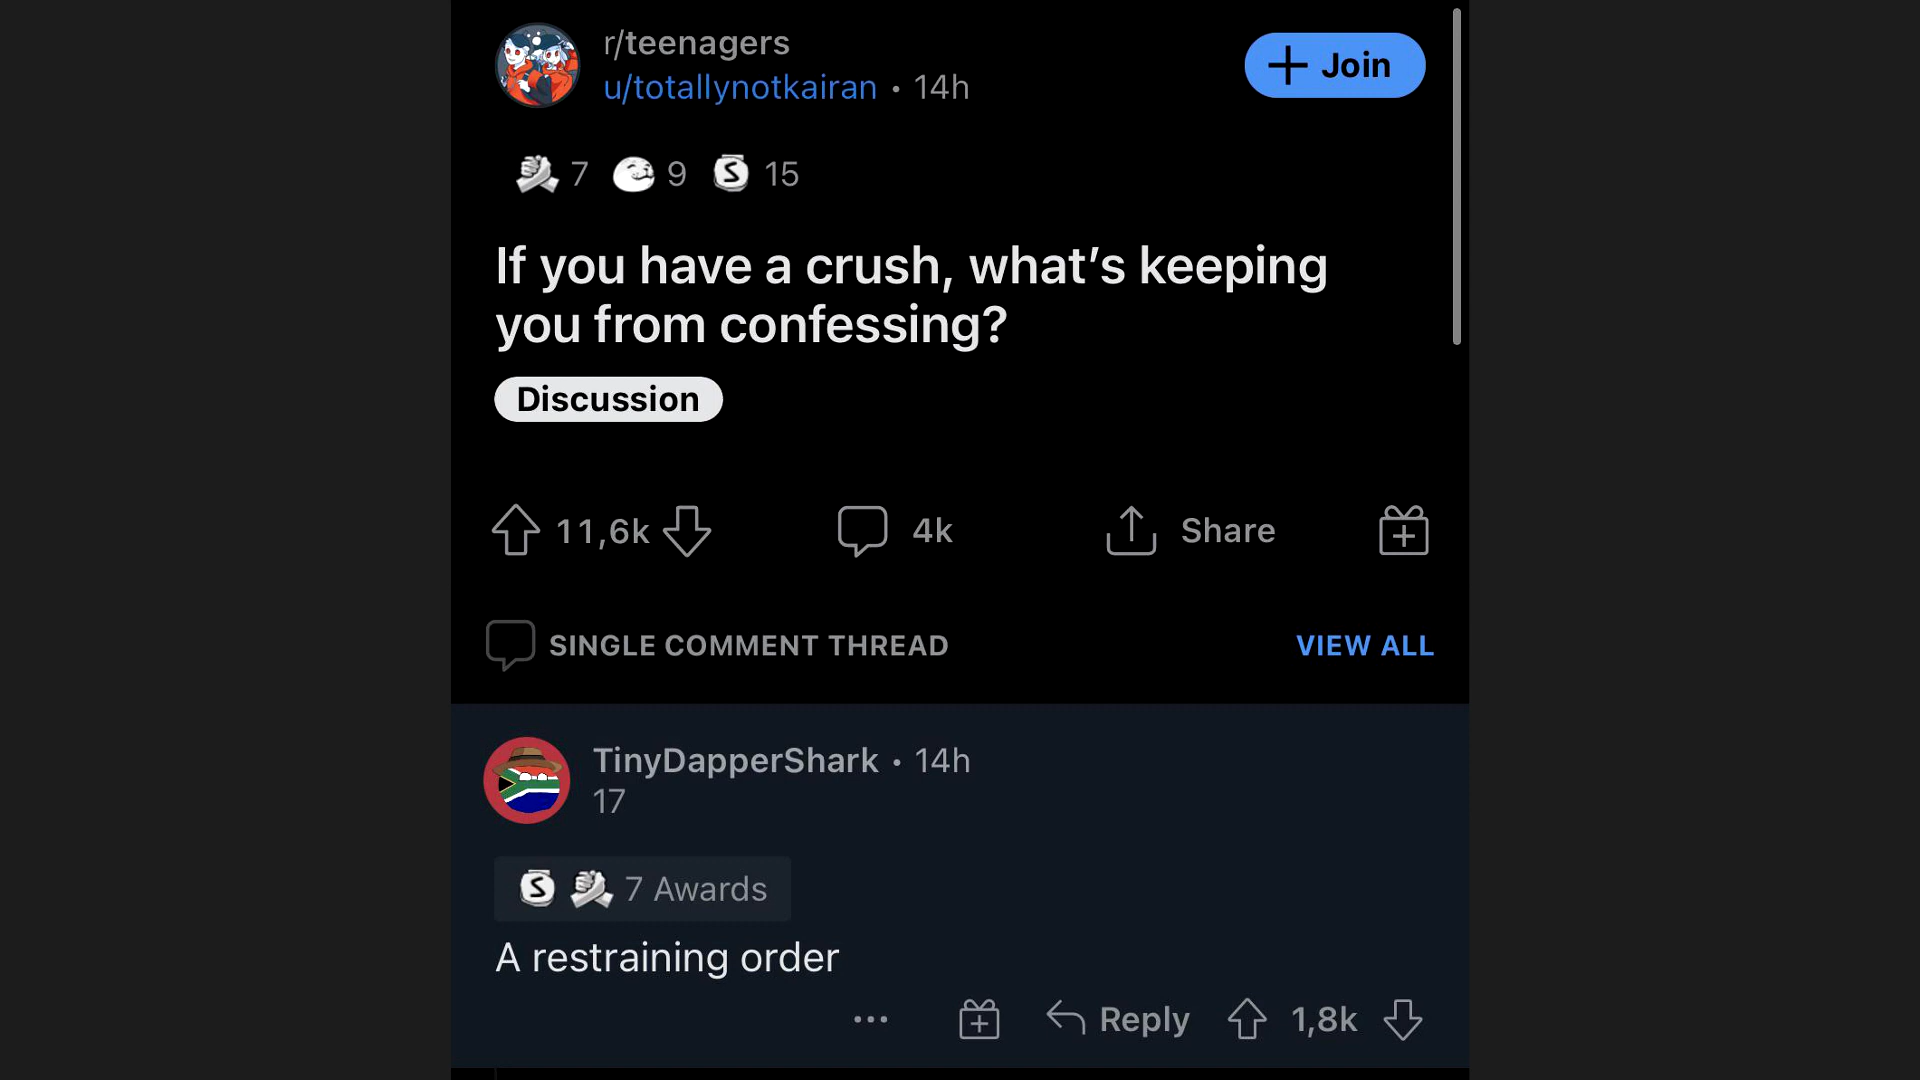 r/teenagers
u/totallynotkairan • 14h
+ Join
7 9 S 15
If you have a crush, what’s keeping
you from confessing?
Discussion
11,6k 4k Share
SINGLE COMMENT THREAD VIEW ALL
TinyDapperShark • 14h
17
S 7 Awards
A restraining order
... Reply 1,8k